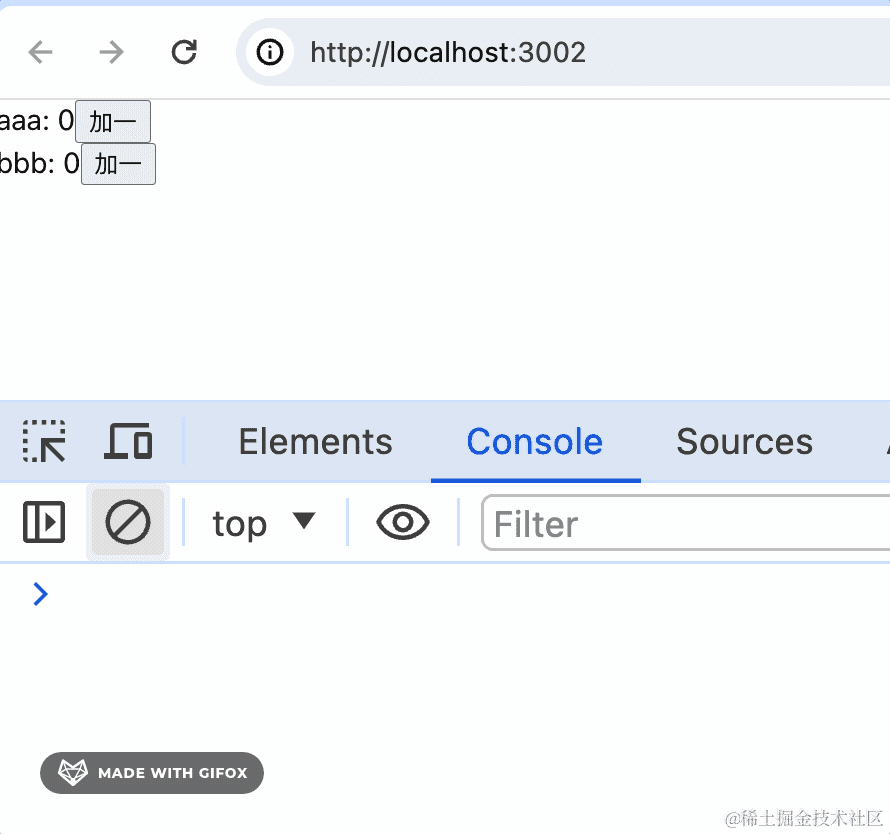 http://localhost:3002
aaa: 0 加一
bbb: 0 加一
Elements Console Sources
top Filter
MADE WITH GIFOX
@稀土掘金技术社区